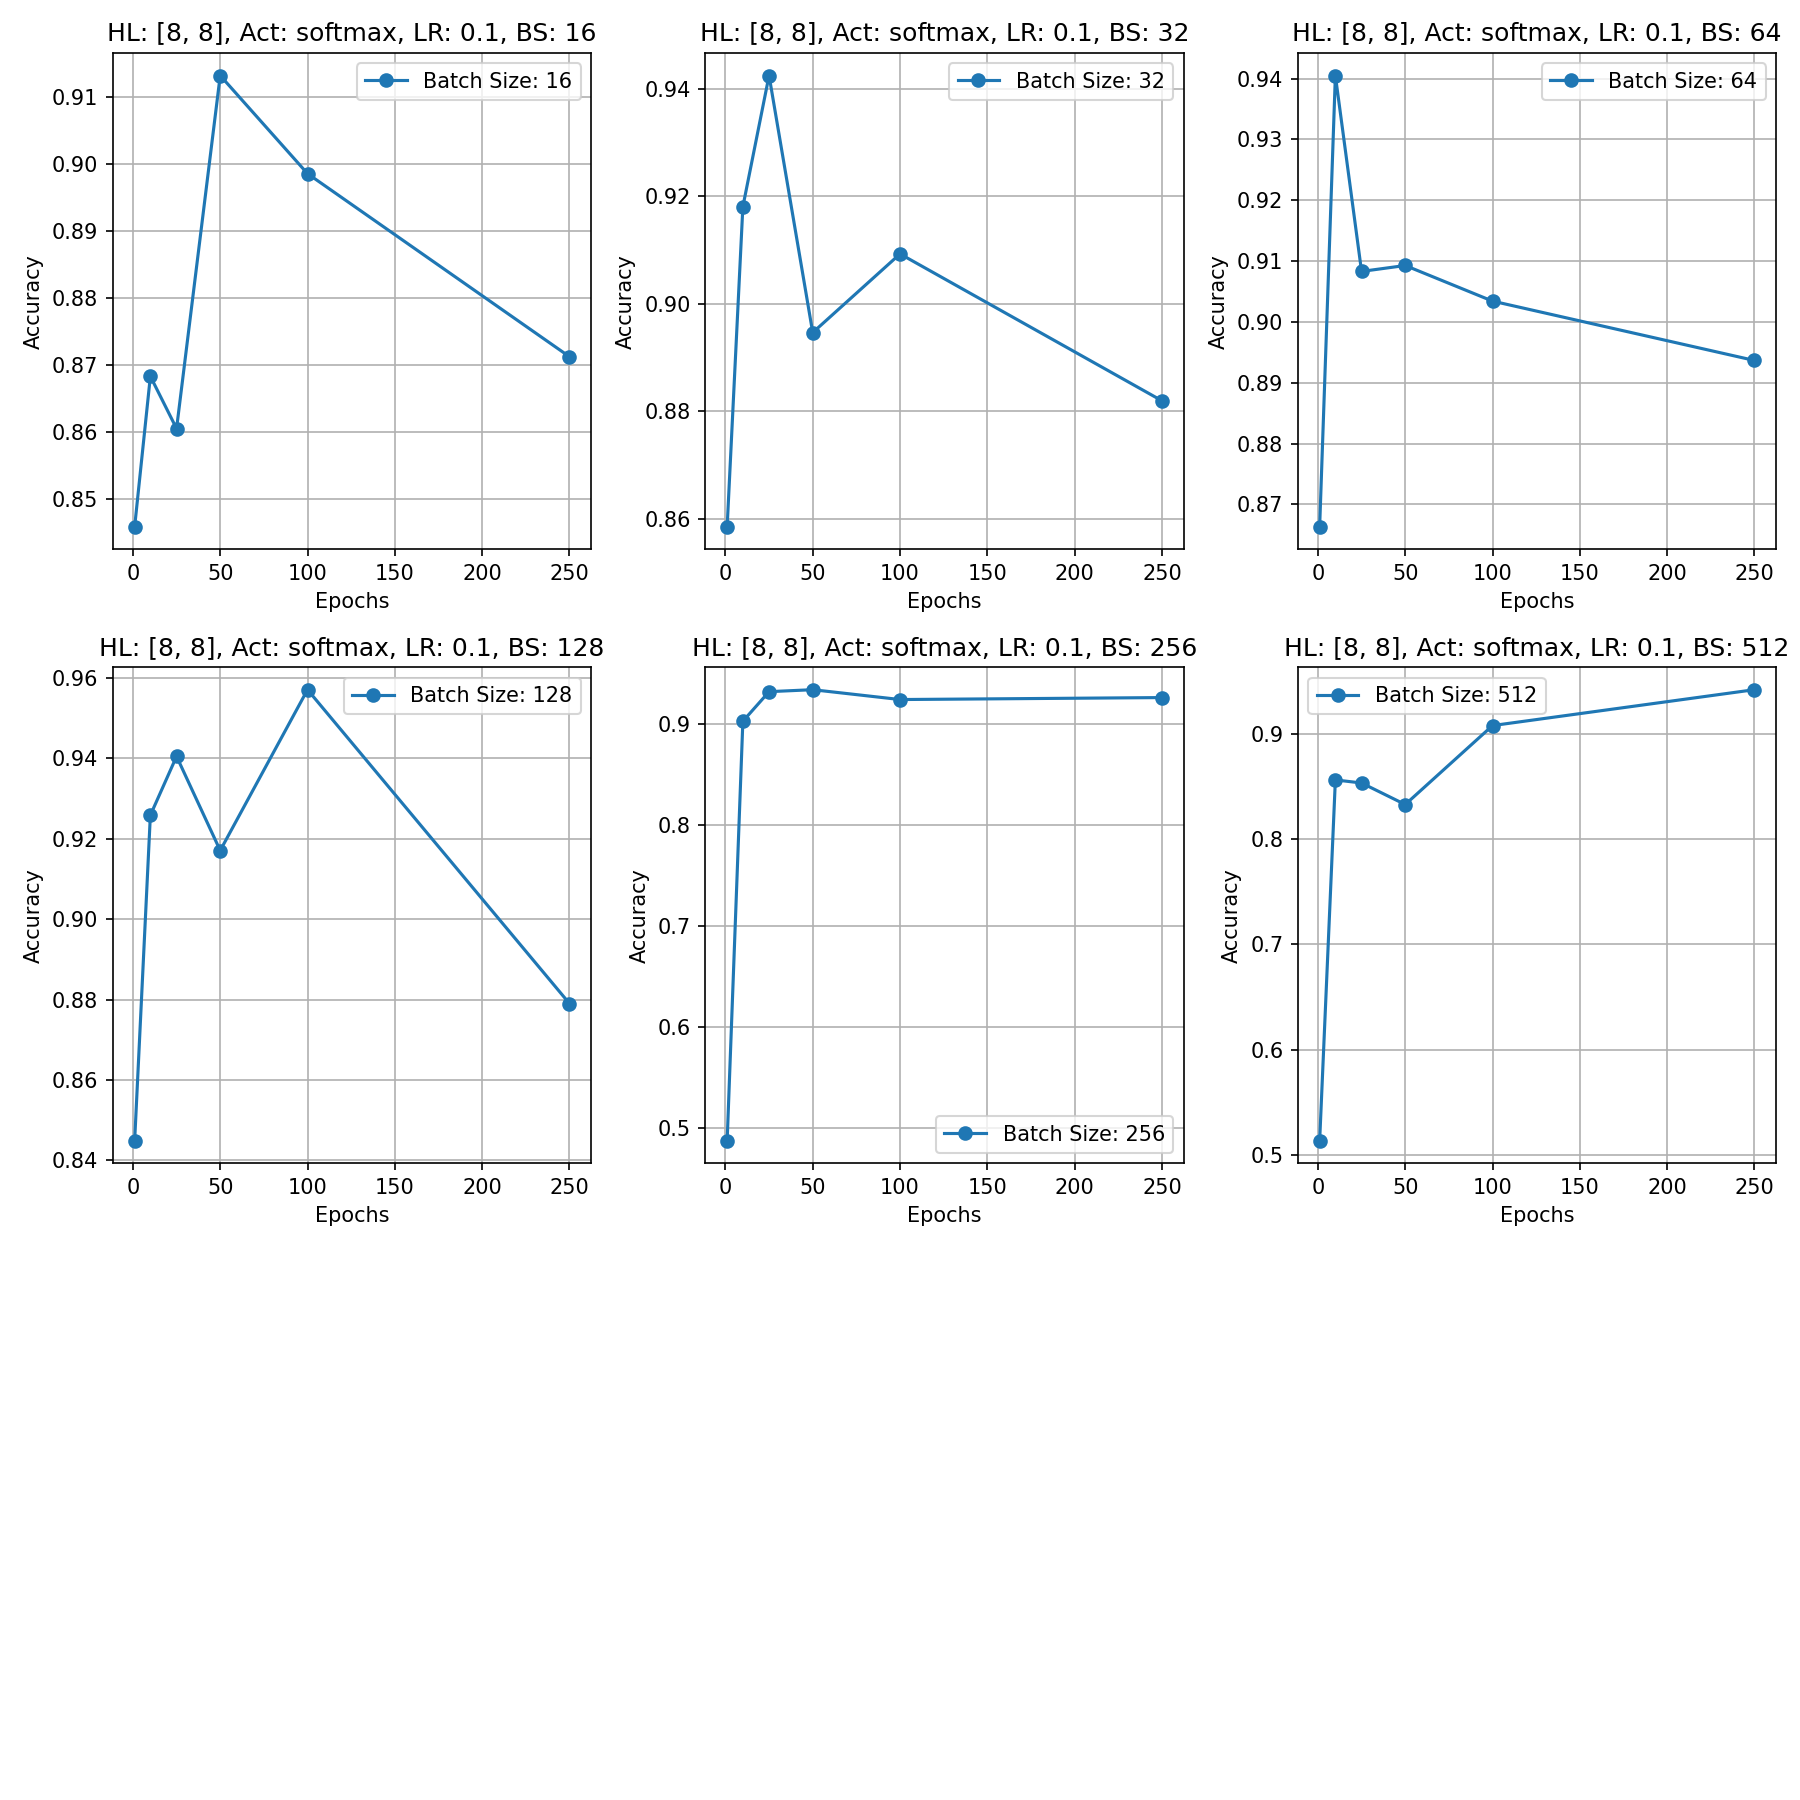 HL: [8, 8], Act: softmax, LR: 0.1, BS: 16
Batch Size: 16
0.91
0.90
0.89
0.88
0.87
0.86
0.85
Accuracy
0 50 100 150 200 250
Epochs
HL: [8, 8], Act: softmax, LR: 0.1, BS: 32
Batch Size: 32
0.94
0.92
0.90
0.88
0.86
Accuracy
0 50 100 150 200 250
Epochs
HL: [8, 8], Act: softmax, LR: 0.1, BS: 64
Batch Size: 64
0.94
0.93
0.92
0.91
0.90
0.89
0.88
0.87
Accuracy
0 50 100 150 200 250
Epochs
HL: [8, 8], Act: softmax, LR: 0.1, BS: 128
Batch Size: 128
0.96
0.94
0.92
0.90
0.88
0.86
0.84
Accuracy
0 50 100 150 200 250
Epochs
HL: [8, 8], Act: softmax, LR: 0.1, BS: 256
0.9
0.8
0.7
0.6
0.5
Accuracy
Batch Size: 256
0 50 100 150 200 250
Epochs
HL: [8, 8], Act: softmax, LR: 0.1, BS: 512
Batch Size: 512
0.9
0.8
0.7
0.6
0.5
Accuracy
0 50 100 150 200 250
Epochs